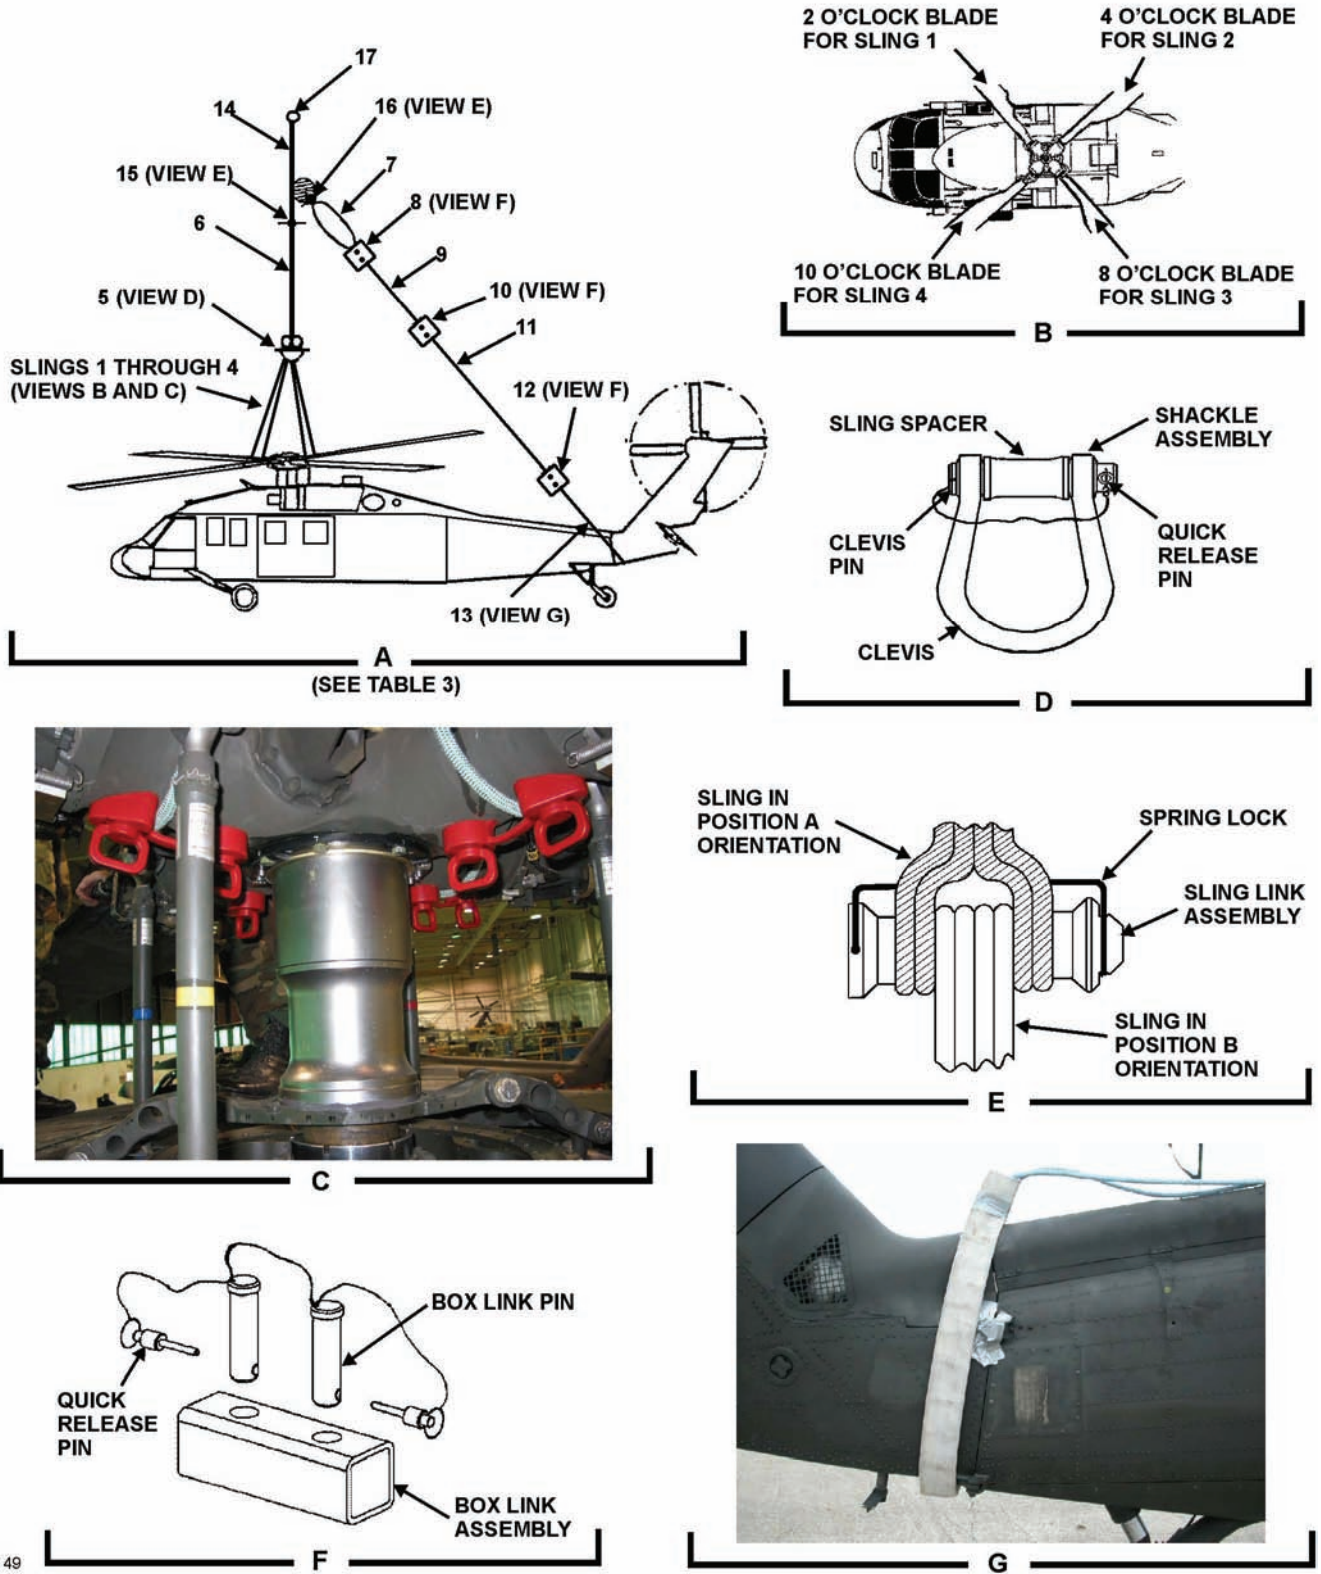 17
14
16 (VIEW E)
7
15 (VIEW E)
8 (VIEW F)
6
9
10 (VIEW F)
5 (VIEW D)
11
SLINGS 1 THROUGH 4
(VIEWS B AND C)
12 (VIEW F)
13 (VIEW G)
A
(SEE TABLE 3)
2 O'CLOCK BLADE
FOR SLING 1
4 O'CLOCK BLADE
FOR SLING 2
10 O'CLOCK BLADE
FOR SLING 4
8 O'CLOCK BLADE
FOR SLING 3
B
SLING SPACER
SHACKLE
ASSEMBLY
CLEVIS
PIN
QUICK
RELEASE
PIN
CLEVIS
D
C
SLING IN
POSITION A
ORIENTATION
SPRING LOCK
SLING LINK
ASSEMBLY
SLING IN
POSITION B
ORIENTATION
E
BOX LINK PIN
QUICK
RELEASE
PIN
BOX LINK
ASSEMBLY
F
G
49